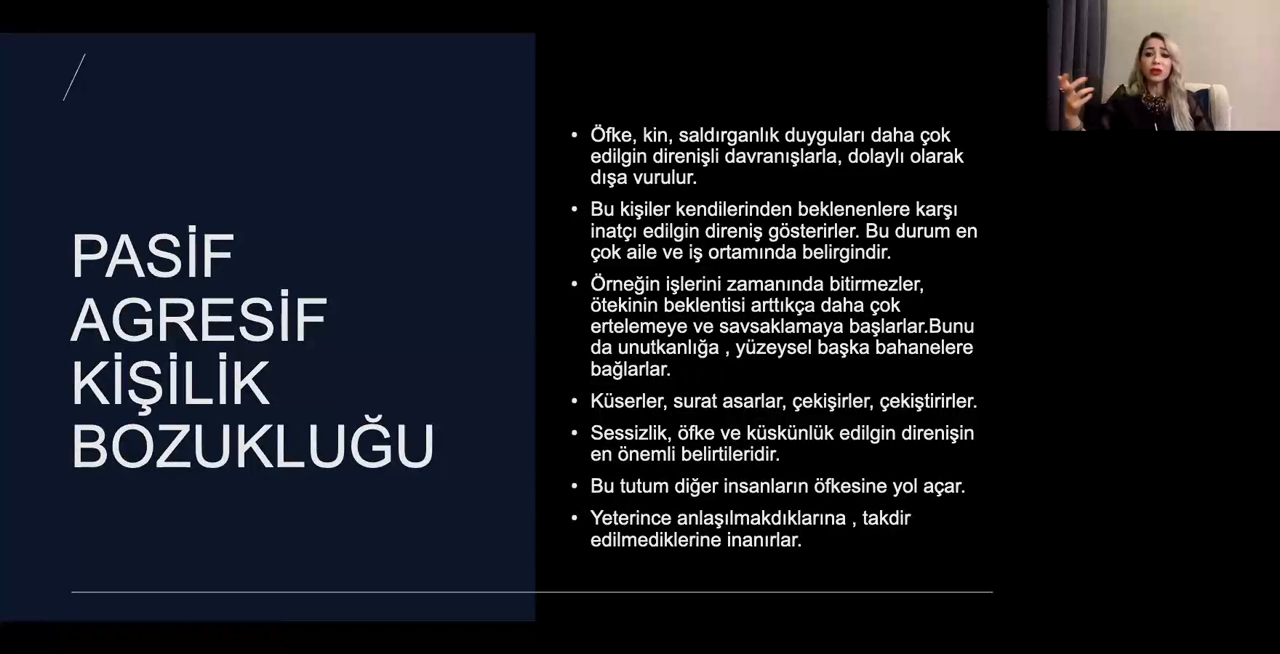 PASİF
AGRESİF
KİŞİLİK
BOZUKLUĞU
• Öfke, kin, saldırganlık duyguları daha çok
edilgin direnişli davranışlarla, dolaylı olarak
dışa vurulur.
• Bu kişiler kendilerinden beklenenlere karşı
inatçı edilgin direniş gösterirler. Bu durum en
çok aile ve iş ortamında belirgindir.
• Örneğin işlerini zamanında bitirmezler,
ötekinin beklentisi arttıkça daha çok
ertelemeye ve savsaklamaya başlarlar.Bunu
da unutkanlığa , yüzeysel başka bahanelere
bağlarlar.
• Küserler, surat asarlar, çekişirler, çekiştirirler.
• Sessizlik, öfke ve küskünlük edilgin direnişin
en önemli belirtileridir.
• Bu tutum diğer insanların öfkesine yol açar.
• Yeterince anlaşılmakdıklarına , takdir
edilmediklerine inanırlar.